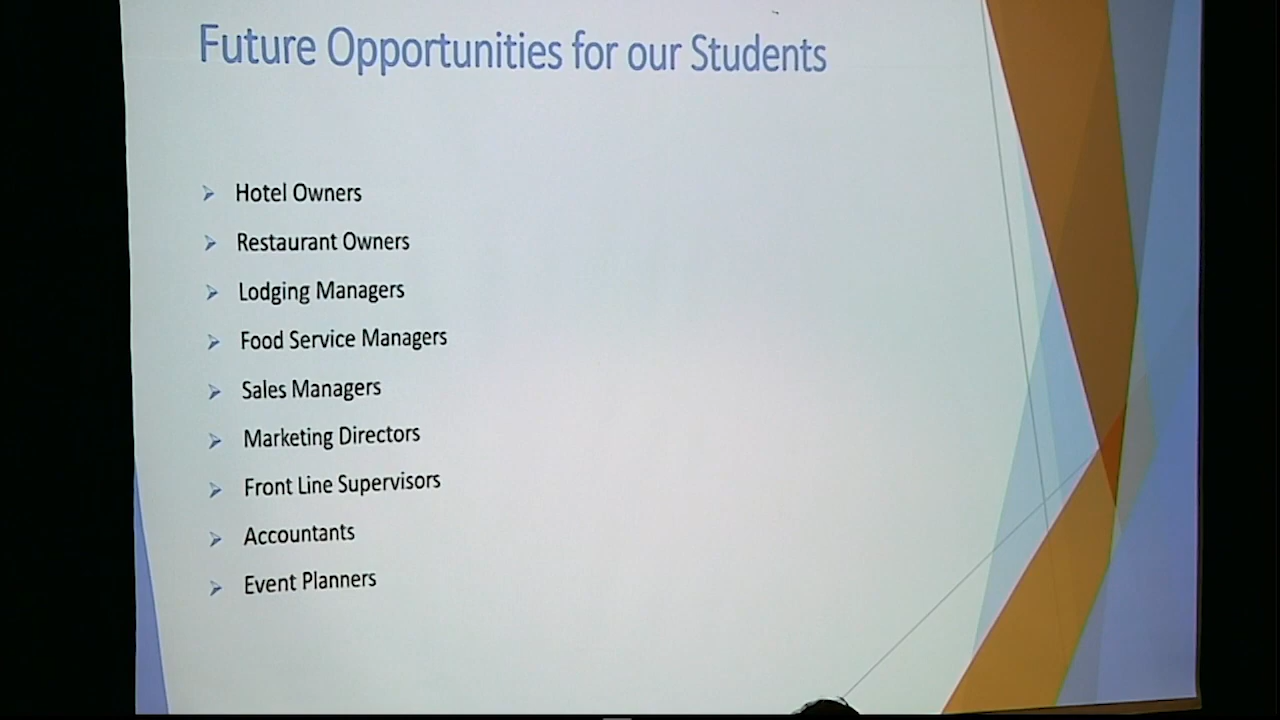 Future Opportunities for our Students
Hotel Owners
Restaurant Owners
Lodging Managers
Food Service Managers
Sales Managers
Marketing Directors
Front Line Supervisors
Accountants
Event Planners